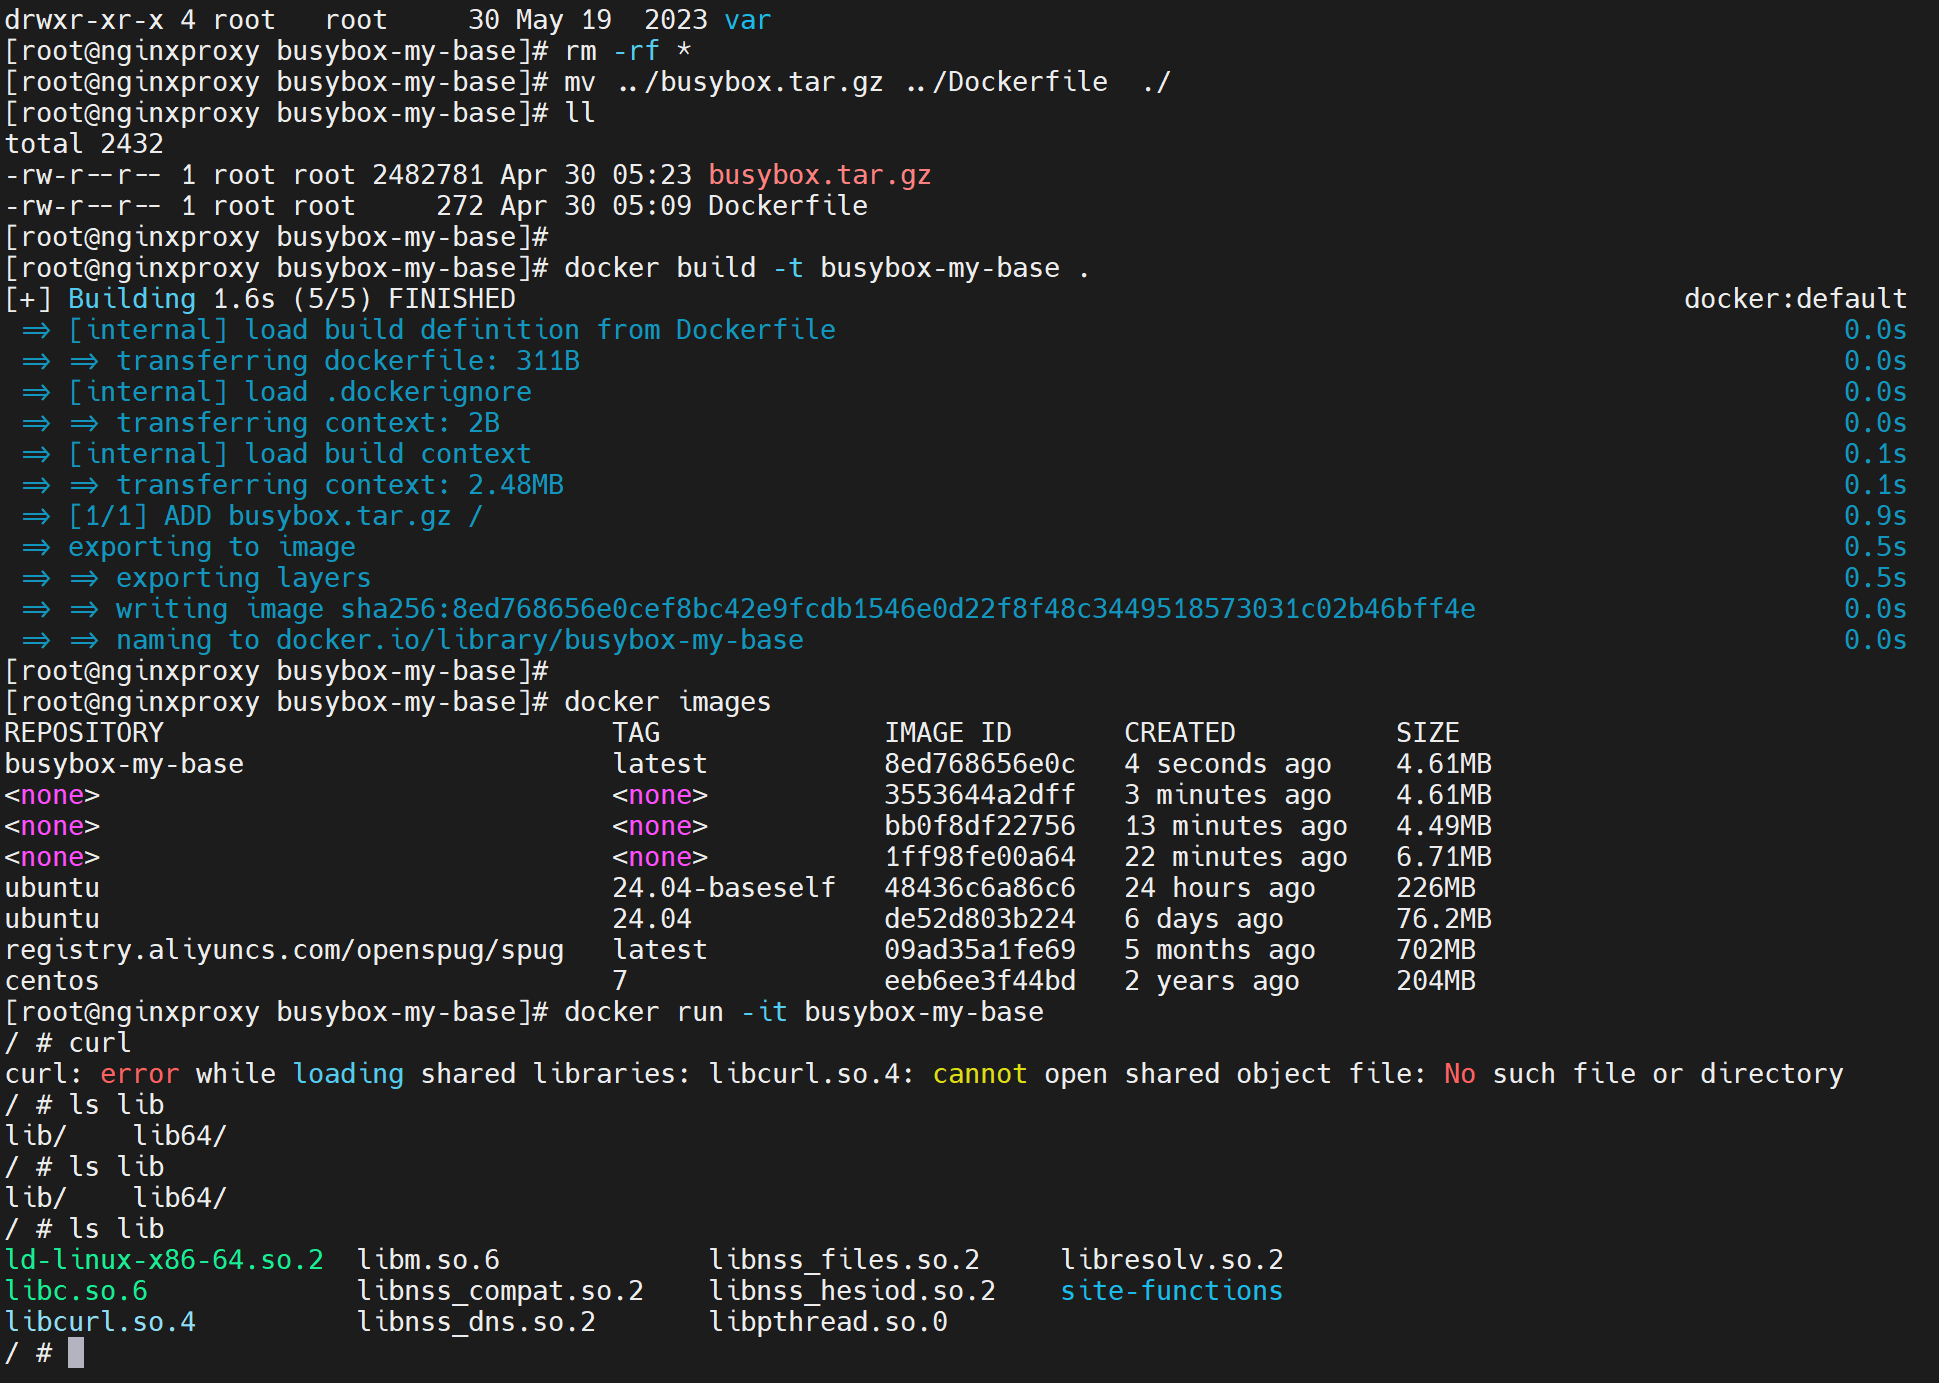 drwxr-xr-x 4 root   root     30 May 19  2023 var
[root@nginxproxy busybox-my-base]# rm -rf *
[root@nginxproxy busybox-my-base]# mv ../busybox.tar.gz ../Dockerfile  ./
[root@nginxproxy busybox-my-base]# ll
total 2432
-rw-r--r-- 1 root root 2482781 Apr 30 05:23 busybox.tar.gz
-rw-r--r-- 1 root root     272 Apr 30 05:09 Dockerfile
[root@nginxproxy busybox-my-base]#
[root@nginxproxy busybox-my-base]# docker build -t busybox-my-base .
[+] Building 1.6s (5/5) FINISHED                                                                         docker:default
 => [internal] load build definition from Dockerfile                                                               0.0s
 => => transferring dockerfile: 311B                                                                               0.0s
 => [internal] load .dockerignore                                                                                  0.0s
 => => transferring context: 2B                                                                                    0.0s
 => [internal] load build context                                                                                  0.1s
 => => transferring context: 2.48MB                                                                                0.1s
 => [1/1] ADD busybox.tar.gz /                                                                                     0.9s
 => exporting to image                                                                                             0.5s
 => => exporting layers                                                                                            0.5s
 => => writing image sha256:8ed768656e0cef8bc42e9fcdb1546e0d22f8f48c3449518573031c02b46bff4e                       0.0s
 => => naming to docker.io/library/busybox-my-base                                                                 0.0s
[root@nginxproxy busybox-my-base]#
[root@nginxproxy busybox-my-base]# docker images
REPOSITORY                            TAG              IMAGE ID       CREATED          SIZE
busybox-my-base                       latest           8ed768656e0c   4 seconds ago    4.61MB
<none>                                <none>           3553644a2dff   3 minutes ago    4.61MB
<none>                                <none>           bb0f8df22756   13 minutes ago   4.49MB
<none>                                <none>           1ff98fe00a64   22 minutes ago   6.71MB
ubuntu                                24.04-baseself   48436c6a86c6   24 hours ago     226MB
ubuntu                                24.04            de52d803b224   6 days ago       76.2MB
registry.aliyuncs.com/openspug/spug   latest           09ad35a1fe69   5 months ago     702MB
centos                                7                eeb6ee3f44bd   2 years ago      204MB
[root@nginxproxy busybox-my-base]# docker run -it busybox-my-base
/ # curl
curl: error while loading shared libraries: libcurl.so.4: cannot open shared object file: No such file or directory
/ # ls lib
lib/    lib64/
/ # ls lib
lib/    lib64/
/ # ls lib
ld-linux-x86-64.so.2  libm.so.6             libnss_files.so.2     libresolv.so.2
libc.so.6             libnss_compat.so.2    libnss_hesiod.so.2    site-functions
libcurl.so.4          libnss_dns.so.2       libpthread.so.0
/ #